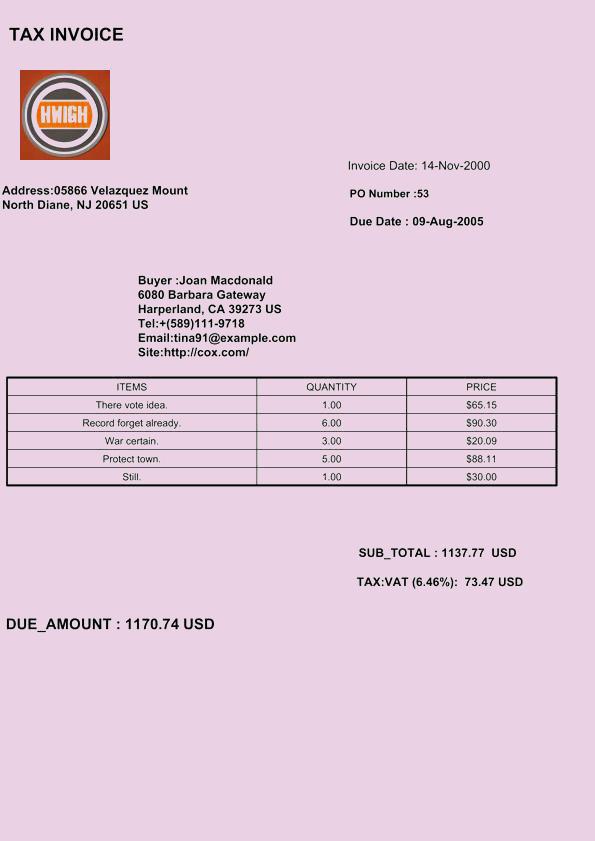 TAX INVOICE
HWIGH
Address:05866 Velazquez Mount
North Diane, NJ 20651 US
Invoice Date: 14-Nov-2000
PO Number :53
Due Date : 09-Aug-2005
Buyer :Joan Macdonald
6080 Barbara Gateway
Harperland, CA 39273 US
Tel:+(589)111-9718
Email:tina91@example.com
Site:http://cox.com/
ITEMS QUANTITY PRICE
There vote idea. 1.00 $65.15
Record forget already. 6.00 $90.30
War certain. 3.00 $20.09
Protect town. 5.00 $88.11
Still. 1.00 $30.00
SUB_TOTAL : 1137.77 USD
TAX:VAT (6.46%): 73.47 USD
DUE_AMOUNT : 1170.74 USD